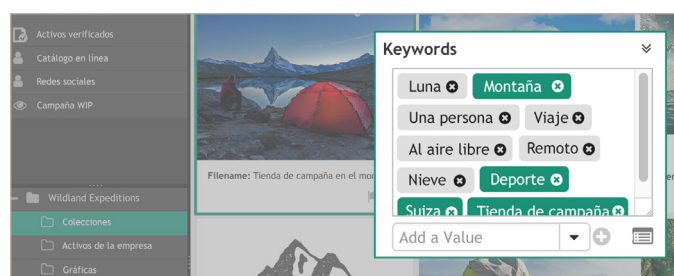 Activos verificados
Catálogo en línea
Redes sociales
Campaña WIP
Wildland Expeditions
Colecciones
Activos de la empresa
Gráficas
Filename: Tienda de campaña en el mon
Keywords
Luna Montaña
Una persona Viaje
Al aire libre Remoto
Nieve Deporte
Suiza Tienda de campaña
Add a Value